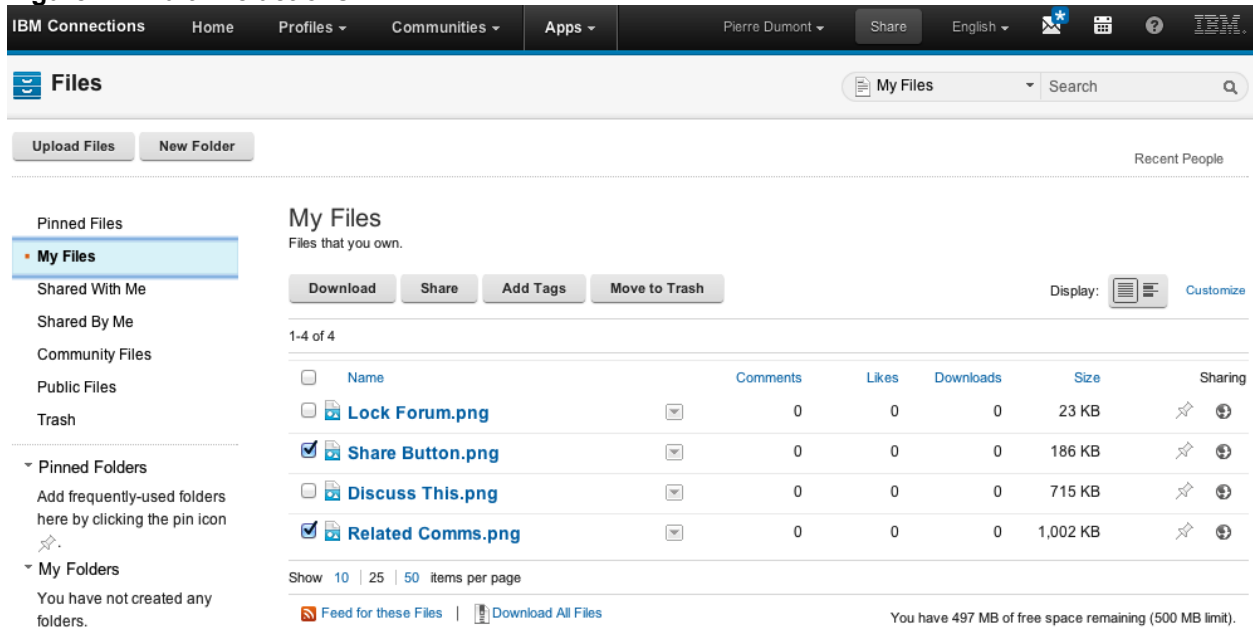 IBM Connections Home Profiles Communities Apps Pierre Dumont Share English IBM.
Files
My Files Search
Upload Files New Folder
Recent People
Pinned Files
My Files
Shared With Me
Shared By Me
Community Files
Public Files
Trash
Pinned Folders
Add frequently-used folders
here by clicking the pin icon
.
My Folders
You have not created any
folders.
My Files
Files that you own.
Download Share Add Tags Move to Trash
Display: Customize
1-4 of 4
Name Comments Likes Downloads Size Sharing
Lock Forum.png 0 0 0 23 KB
Share Button.png 0 0 0 186 KB
Discuss This.png 0 0 0 715 KB
Related Comms.png 0 0 0 1,002 KB
Show 10 | 25 | 50 items per page
Feed for these Files | Download All Files
You have 497 MB of free space remaining (500 MB limit).